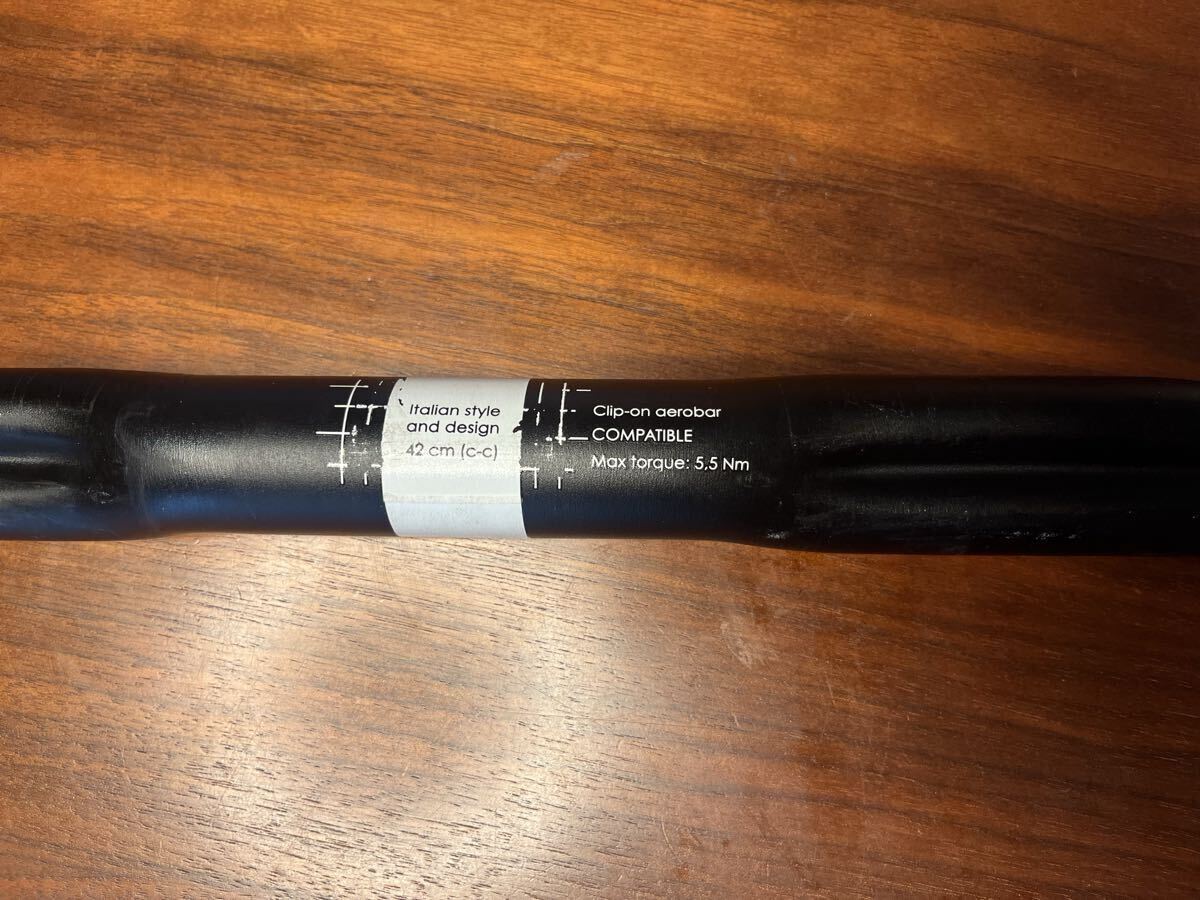 Italian style
and design
42 cm (c-c)
Clip-on aerobar
COMPATIBLE
Max torque: 5,5 Nm